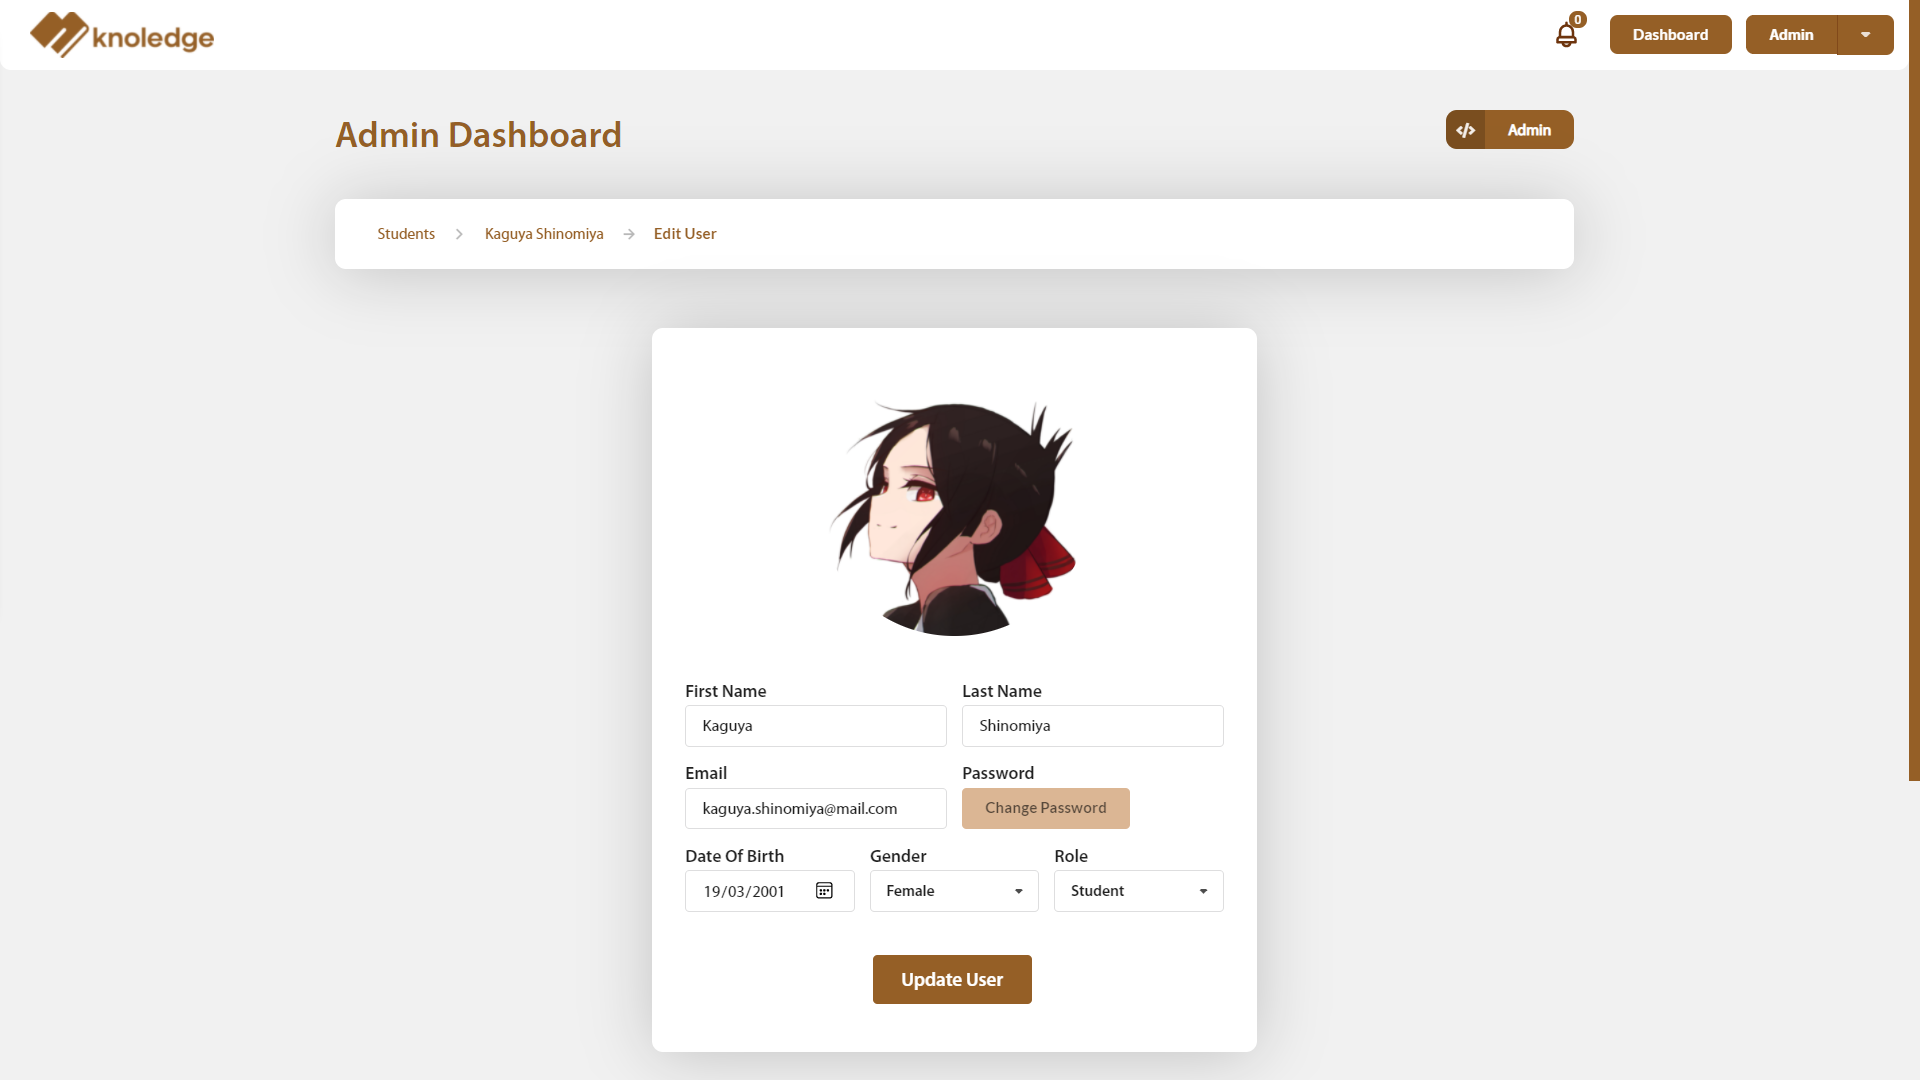 knoledge
0
Dashboard
Admin
Admin Dashboard
Admin
Students
Kaguya Shinomiya
Edit User
First Name
Last Name
Kaguya
Shinomiya
Email
Password
kaguya.shinomiya@mail.com
Change Password
Date Of Birth
Gender
Role
19/03/2001
Female
Student
Update User